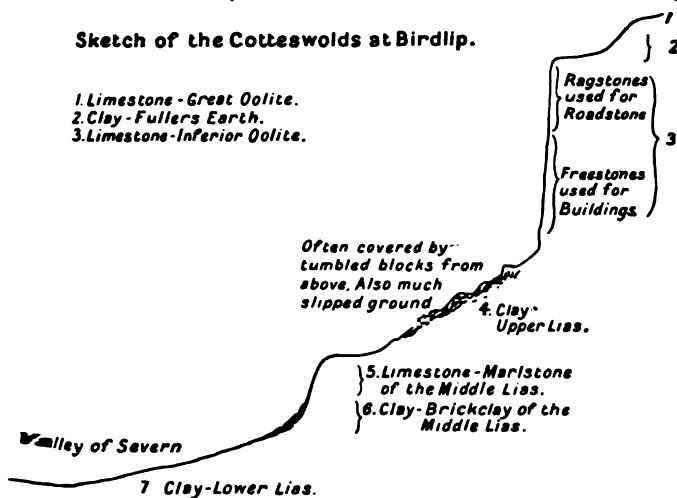 Sketch of the Cotteswolds at Birdlip.
1. Limestone - Great Oolite.
2. Clay - Fullers Earth.
3. Limestone - Inferior Oolite.
1
2
Ragstones
used for
Roadstone
3
Freestones
used for
Buildings
Often covered by
tumbled blocks from
above. Also much
slipped ground
4. Clay-
Upper Lias.
5. Limestone - Marlstone
of the Middle Lias.
6. Clay - Brickclay of the
Middle Lias.
Valley of Severn
7 Clay-Lower Lias.